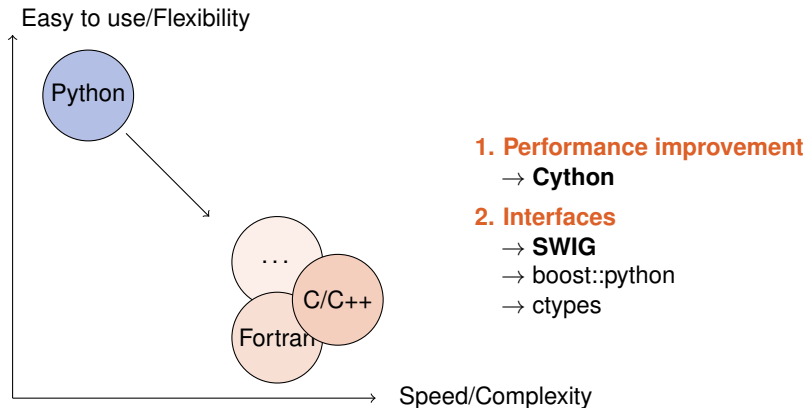 Easy to use/Flexibility
Python
1. Performance improvement
→ Cython
2. Interfaces
→ SWIG
→ boost::python
→ ctypes
...
C/C++
Fortran
Speed/Complexity